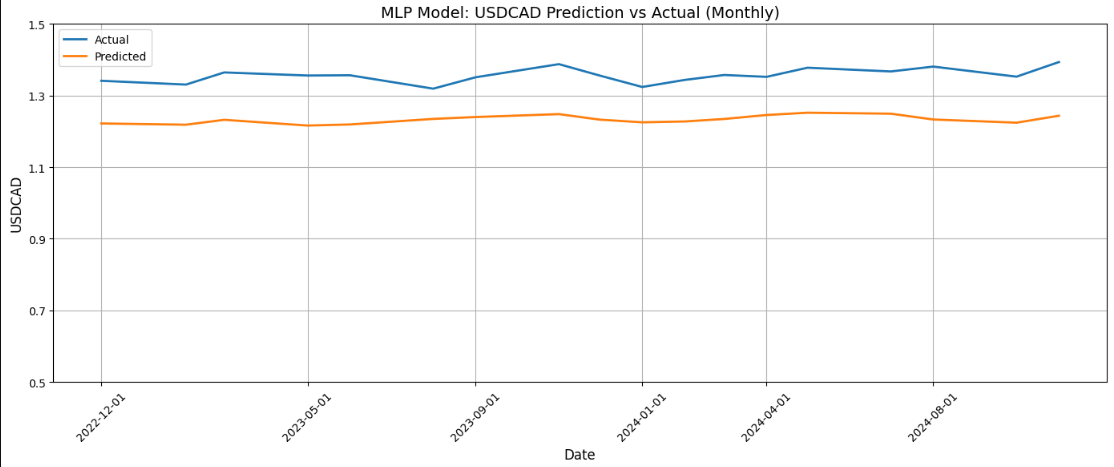 MLP Model: USDCAD Prediction vs Actual (Monthly)
Actual
Predicted
1.5
1.3
1.1
0.9
0.7
0.5
USDCAD
2022-12-01
2023-05-01
2023-09-01
2024-01-01
2024-04-01
2024-08-01
Date